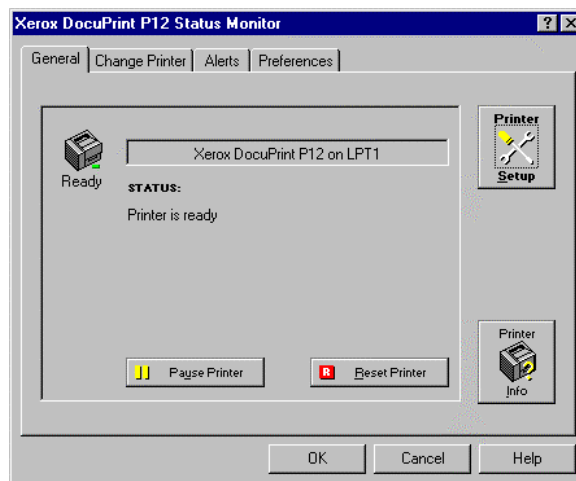 Xerox DocuPrint P12 Status Monitor
General Change Printer Alerts Preferences
Ready
Xerox DocuPrint P12 on LPT1
STATUS:
Printer is ready
Pause Printer
R Reset Printer
Printer
Setup
Printer
Info
OK Cancel Help